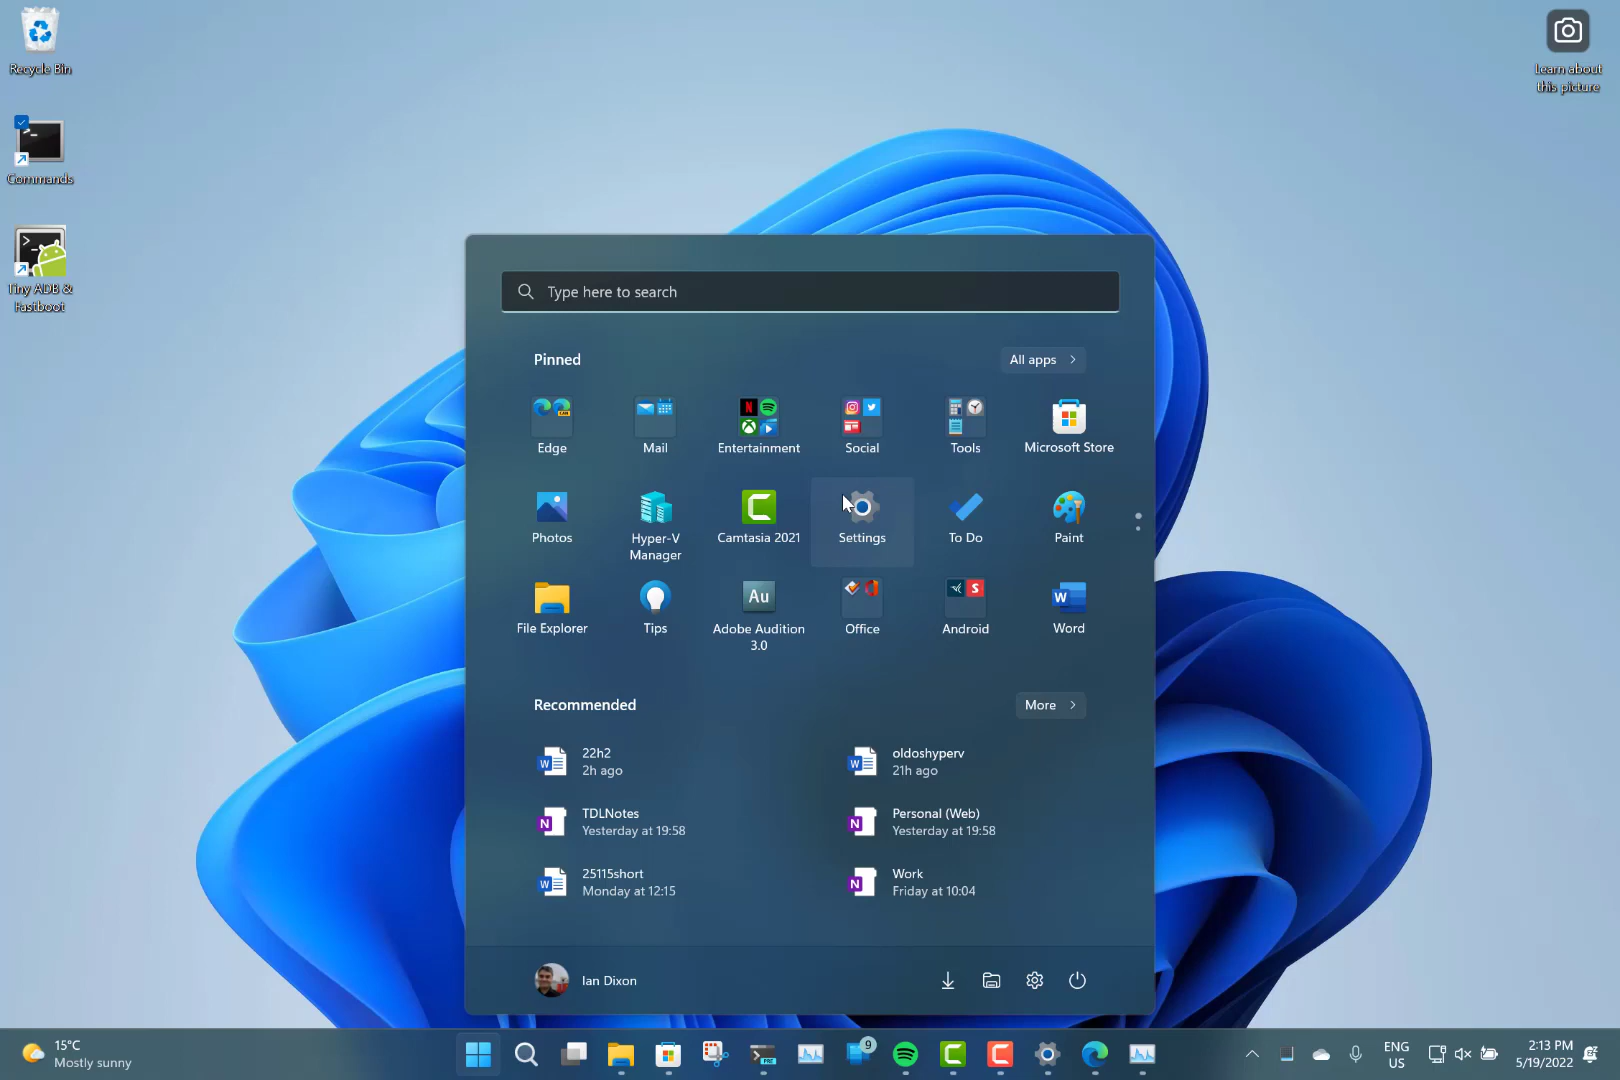 Recycle Bin
Learn about
this picture
Commands
Tiny ADB &
Fastboot
Type here to search
Pinned
All apps
Edge
Mail
Entertainment
Social
Tools
Microsoft Store
Photos
Hyper-V
Manager
Camtasia 2021
Settings
To Do
Paint
File Explorer
Tips
Au
Adobe Audition
3.0
Office
Android
Word
Recommended
More
22h2
2h ago
oldoshyperv
21h ago
TDLNotes
Yesterday at 19:58
Personal (Web)
Yesterday at 19:58
25115short
Monday at 12:15
Work
Friday at 10:04
Ian Dixon
15°C
Mostly sunny
PRE
9
ENG
US
2:13 PM
5/19/2022